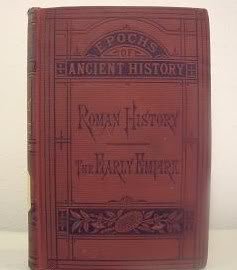 EPOCHS
OF
ANCIENT HISTORY
ROMAN HISTORY
THE EARLY EMPIRE